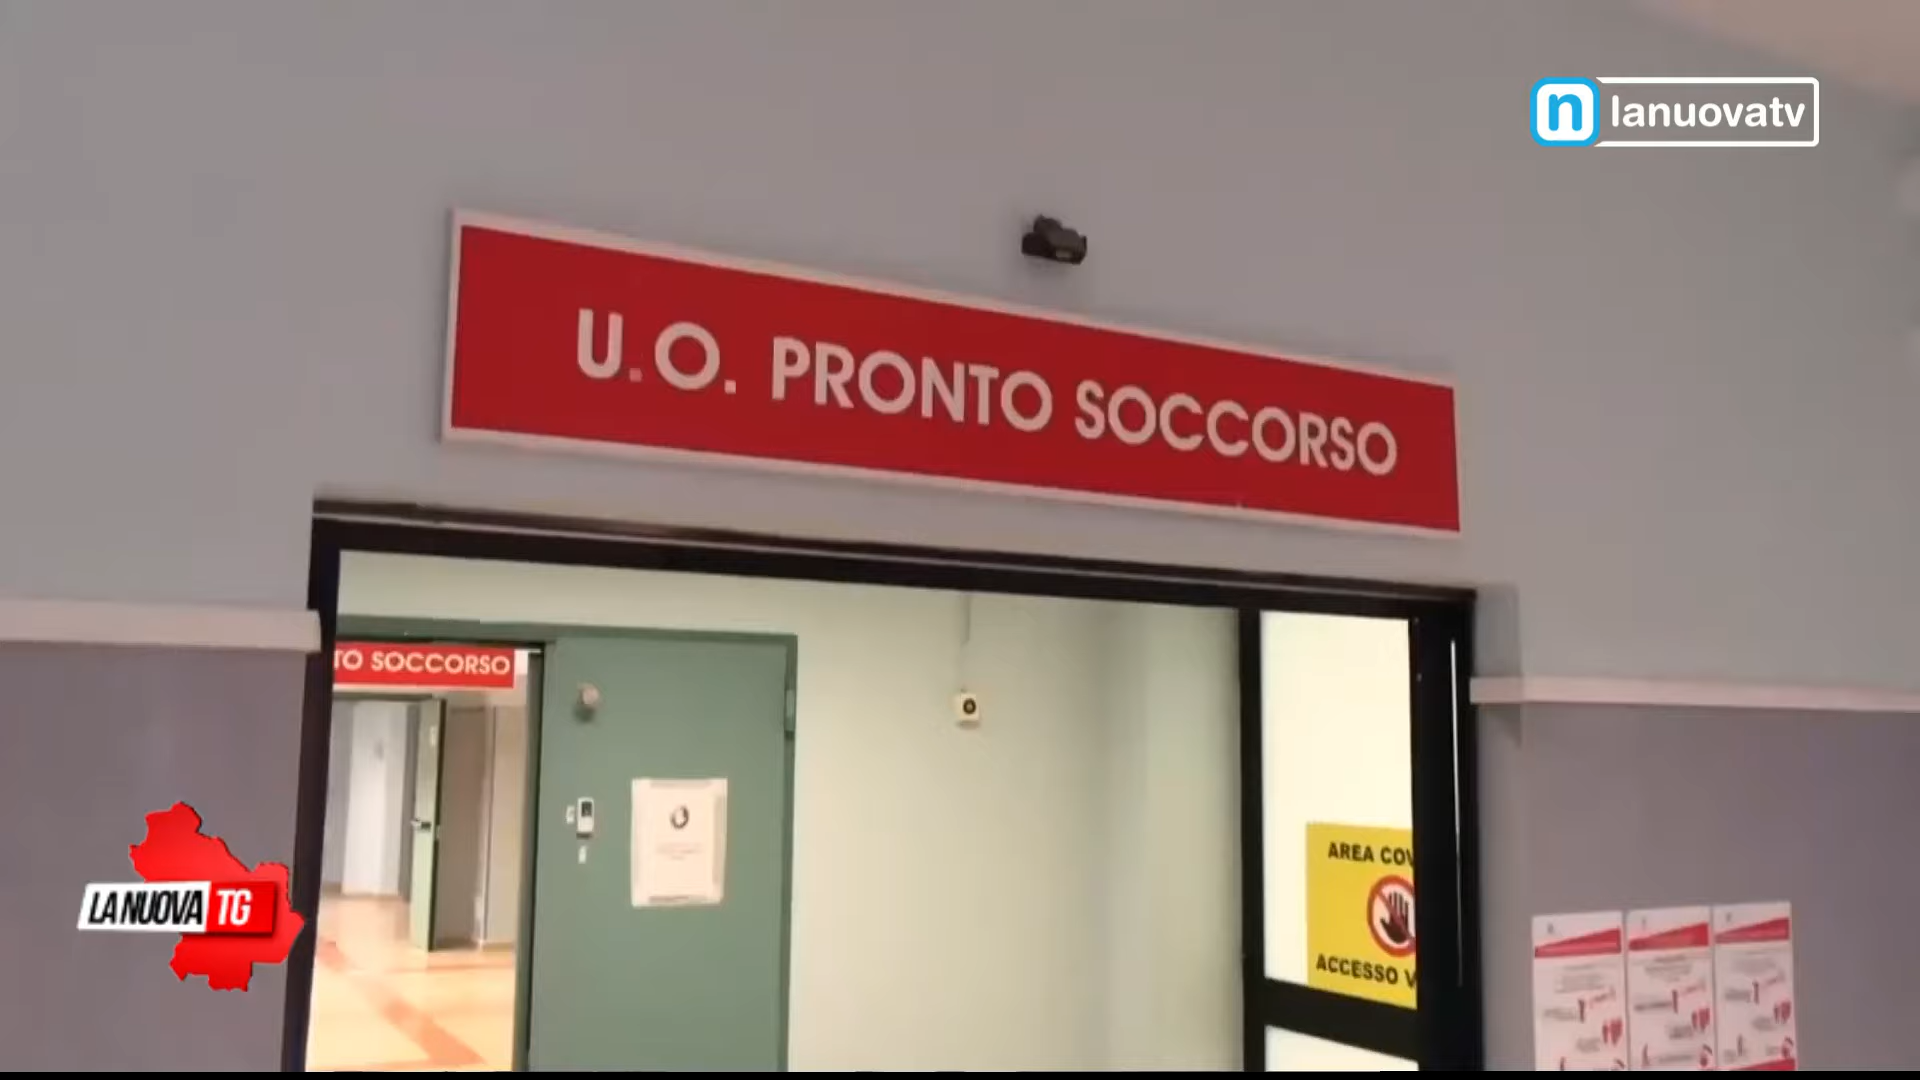 n lanuovatv
U.O. PRONTO SOCCORSO
TO SOCCORSO
AREA COV
ACCESSO V
LA NUOVA TG